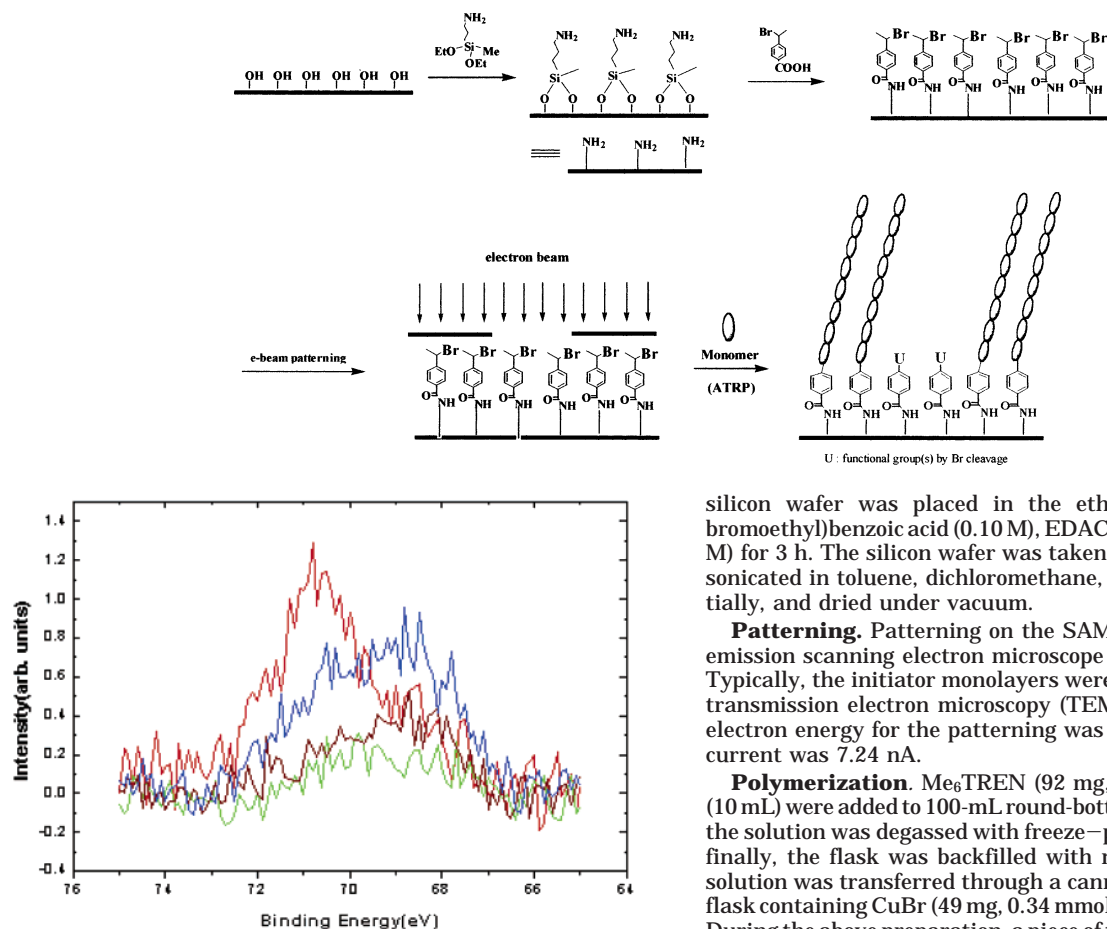 NH2
EtO Si Me
OEt
OH OH OH OH OH OH
NH2 NH2 NH2
Si Si Si
O O O O O O
NH2 NH2 NH2
Br
COOH
Br Br Br Br Br Br
O NH O NH O NH O NH O NH O NH
electron beam
e-beam patterning
Br Br Br Br Br Br
O NH O NH O NH O NH O NH O NH
Monomer
(ATRP)
U U
O NH O NH O NH O NH O NH O NH
U : functional group(s) by Br cleavage
Intensity(arb. units)
1.4
1.2
1.0
0.8
0.6
0.4
0.2
0.0
-0.2
-0.4
76 74 72 70 68 66 64
Binding Energy(eV)
silicon wafer was placed in the eth
bromoethyl)benzoic acid (0.10 M), EDAC
M) for 3 h. The silicon wafer was taken
sonicated in toluene, dichloromethane,
tially, and dried under vacuum.
Patterning. Patterning on the SAM
emission scanning electron microscope
Typically, the initiator monolayers were
transmission electron microscopy (TEM
electron energy for the patterning was
current was 7.24 nA.
Polymerization. Me6TREN (92 mg,
(10 mL) were added to 100-mL round-bott
the solution was degassed with freeze−p
finally, the flask was backfilled with n
solution was transferred through a cann
flask containing CuBr (49 mg, 0.34 mmol
During the above preparation, a piece of